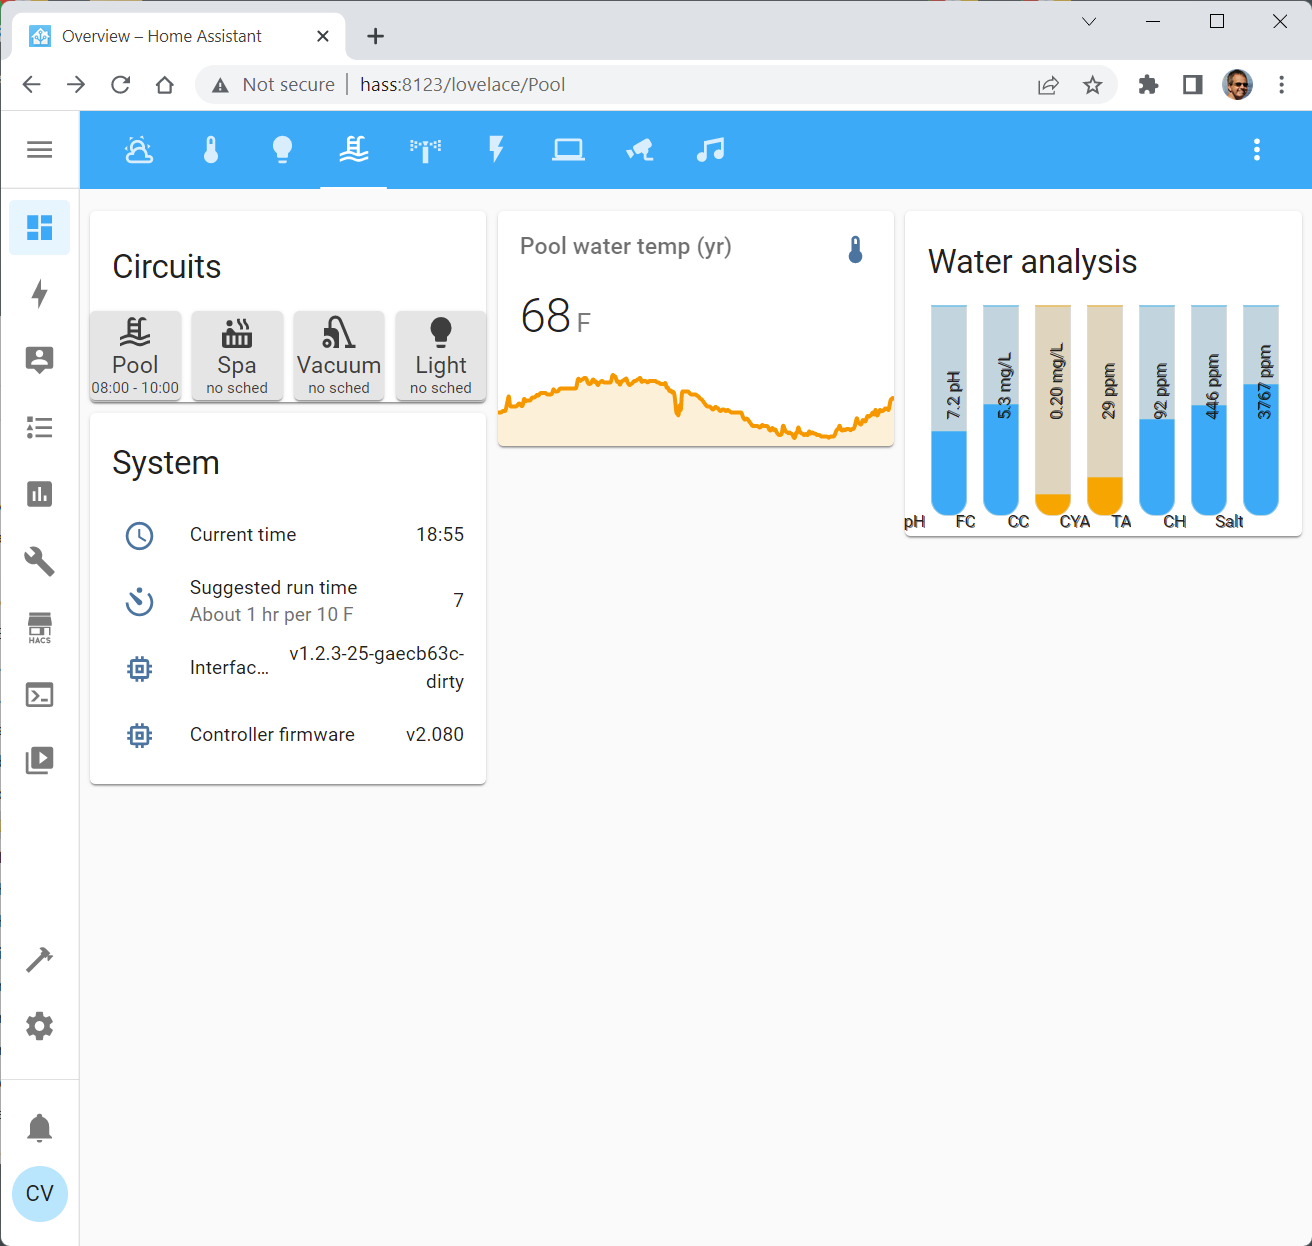 Overview – Home Assistant
Not secure
hass:8123/lovelace/Pool
HACS
CV
Circuits
Pool
08:00 - 10:00
Spa
no sched
Vacuum
no sched
Light
no sched
System
Current time
18:55
Suggested run time
About 1 hr per 10 F
7
Interfac...
v1.2.3-25-gaecb63c-
dirty
Controller firmware
v2.080
Pool water temp (yr)
68 F
Water analysis
7.2 pH
5.3 mg/L
0.20 mg/L
29 ppm
92 ppm
446 ppm
3767 ppm
pH FC CC CYA TA CH Salt